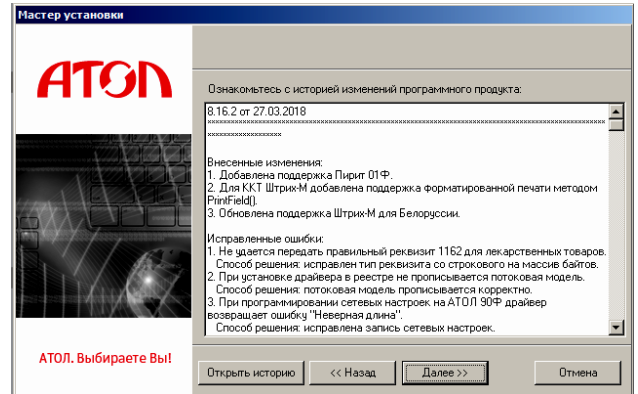 Мастер установки
АТОЛ
Ознакомьтесь с историей изменений программного продукта:
8.16.2 от 27.03.2018
Внесенные изменения:
1. Добавлена поддержка Пирит 01Ф.
2. Для ККТ Штрих-М добавлена поддержка форматированной печати методом
PrintField().
3. Обновлена поддержка Штрих-М для Белоруссии.
Исправленные ошибки:
1. Не удается передать правильный реквизит 1162 для лекарственных товаров.
Способ решения: исправлен тип реквизита со строкового на массив байтов.
2. При установке драйвера в реестре не прописывается потоковая модель.
Способ решения: потоковая модель прописывается корректно.
3. При программировании сетевых настроек на АТОЛ 90Ф драйвер
возвращает ошибку "Неверная длина".
Способ решения: исправлена запись сетевых настроек.
АТОЛ. Выбираете Вы!
Открыть историю
<< Назад
Далее >>
Отмена